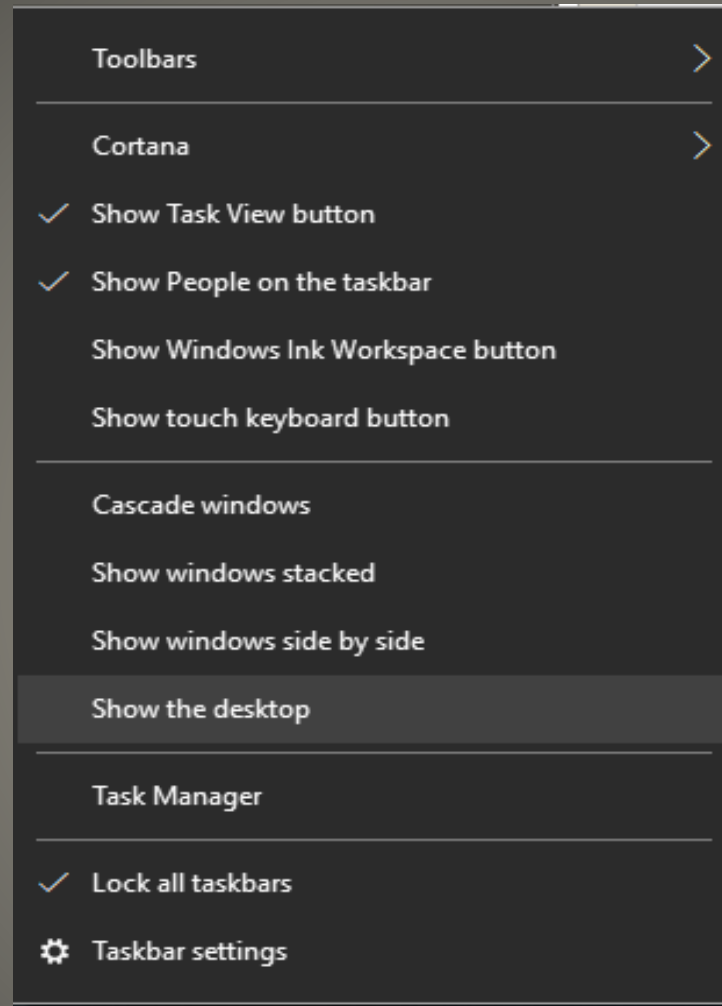 Toolbars
Cortana
Show Task View button
Show People on the taskbar
Show Windows Ink Workspace button
Show touch keyboard button
Cascade windows
Show windows stacked
Show windows side by side
Show the desktop
Task Manager
Lock all taskbars
Taskbar settings